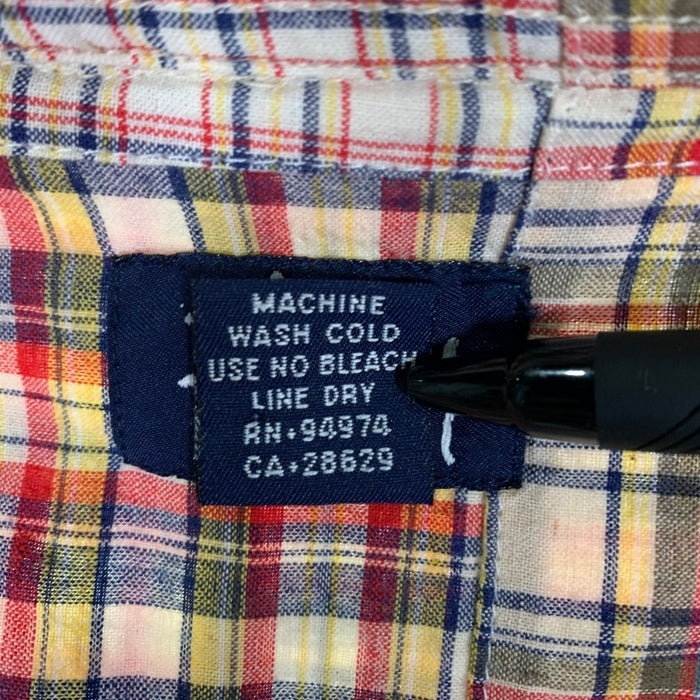 MACHINE
WASH COLD
USE NO BLEACH
LINE DRY
RN•94974
CA•28629